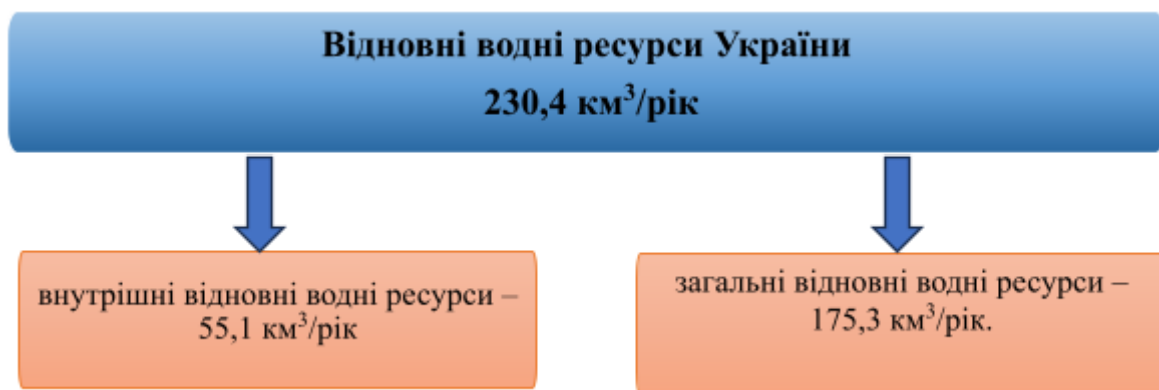 Відновні водні ресурси України
230,4 км³/рік
внутрішні відновні водні ресурси –
55,1 км³/рік
загальні відновні водні ресурси –
175,3 км³/рік.